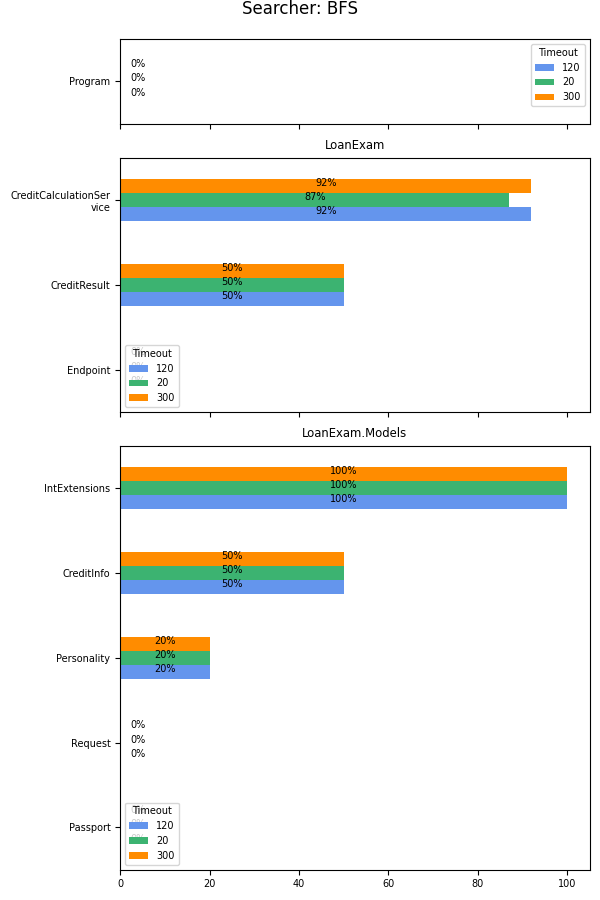 Searcher: BFS
Program
0%
0%
0%
Timeout
120
20
300
LoanExam
CreditCalculationSer
vice
92%
87%
92%
CreditResult
50%
50%
50%
Endpoint
Timeout
120
20
300
LoanExam.Models
IntExtensions
100%
100%
100%
CreditInfo
50%
50%
50%
Personality
20%
20%
20%
Request
0%
0%
0%
Passport
Timeout
120
20
300
0
20
40
60
80
100